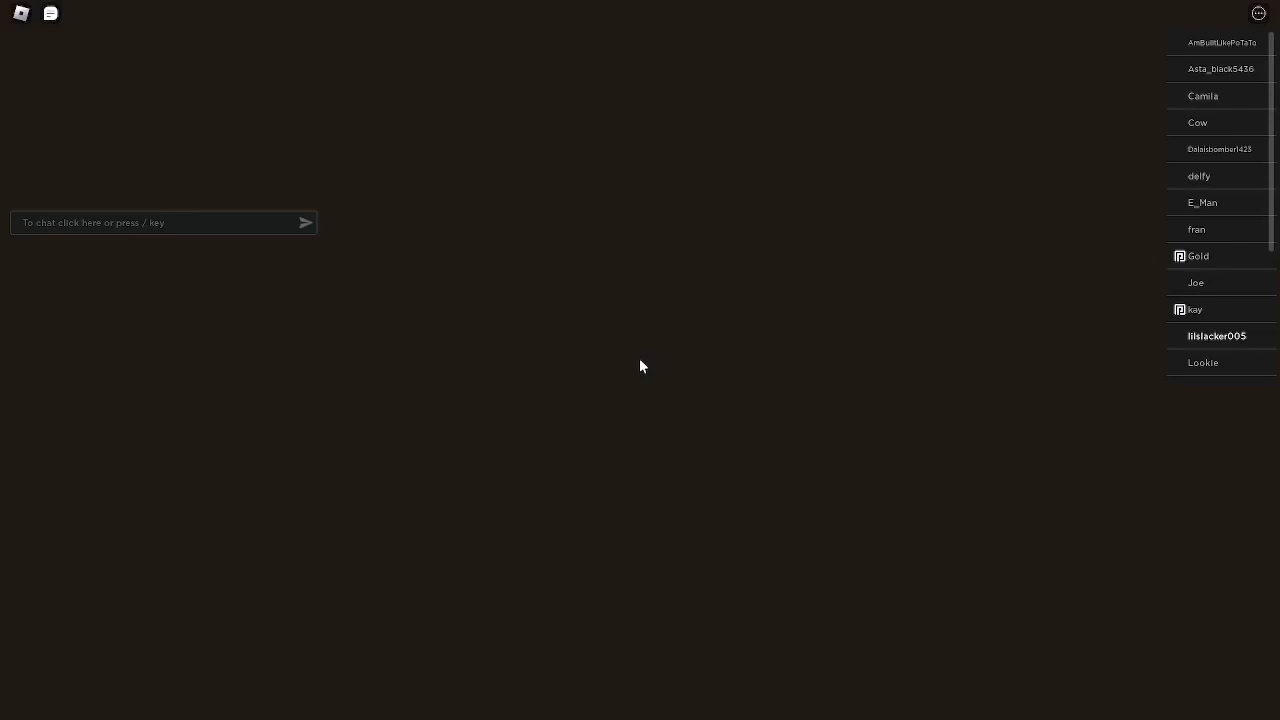 To chat click here or press / key
AmBuiltLikePoTaTo
Asta_black5436
Camila
Cow
Dalaisbomber1423
delfy
E_Man
fran
Gold
Joe
kay
lilslacker005
Lookie